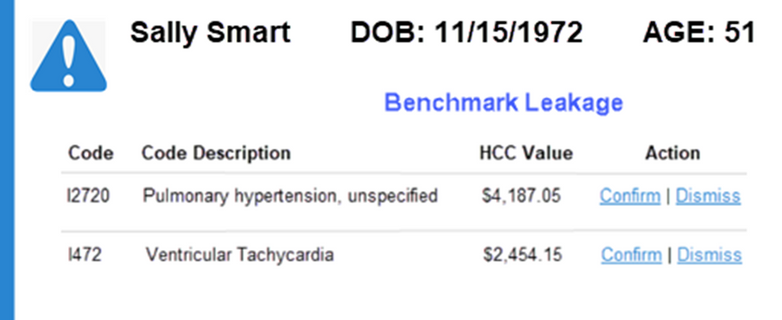 Sally Smart DOB: 11/15/1972 AGE: 51
Benchmark Leakage
Code Code Description HCC Value Action
I2720 Pulmonary hypertension, unspecified $4,187.05 Confirm | Dismiss
I472 Ventricular Tachycardia $2,454.15 Confirm | Dismiss